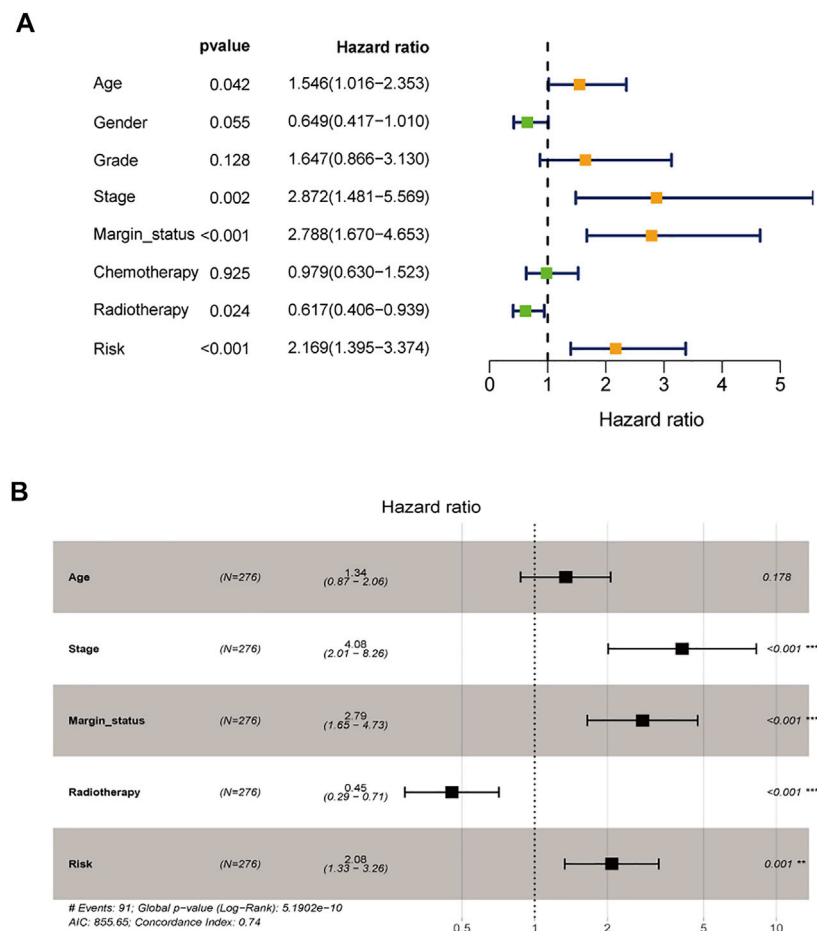 A
pvalue Hazard ratio
Age 0.042 1.546(1.016−2.353)
Gender 0.055 0.649(0.417−1.010)
Grade 0.128 1.647(0.866−3.130)
Stage 0.002 2.872(1.481−5.569)
Margin_status <0.001 2.788(1.670−4.653)
Chemotherapy 0.925 0.979(0.630−1.523)
Radiotherapy 0.024 0.617(0.406−0.939)
Risk <0.001 2.169(1.395−3.374)
0 1 2 3 4 5
Hazard ratio
B
Hazard ratio
Age (N=276) 1.34 0.178
(0.87 − 2.06)
Stage (N=276) 4.08 <0.001 ***
(2.01 − 8.26)
Margin_status (N=276) 2.79 <0.001 ***
(1.65 − 4.73)
Radiotherapy (N=276) 0.45 <0.001 ***
(0.29 − 0.71)
Risk (N=276) 2.08 0.001 **
(1.33 − 3.26)
# Events: 91; Global p−value (Log−Rank): 5.1902e−10
AIC: 855.65; Concordance Index: 0.74
0.5 1 2 5 10